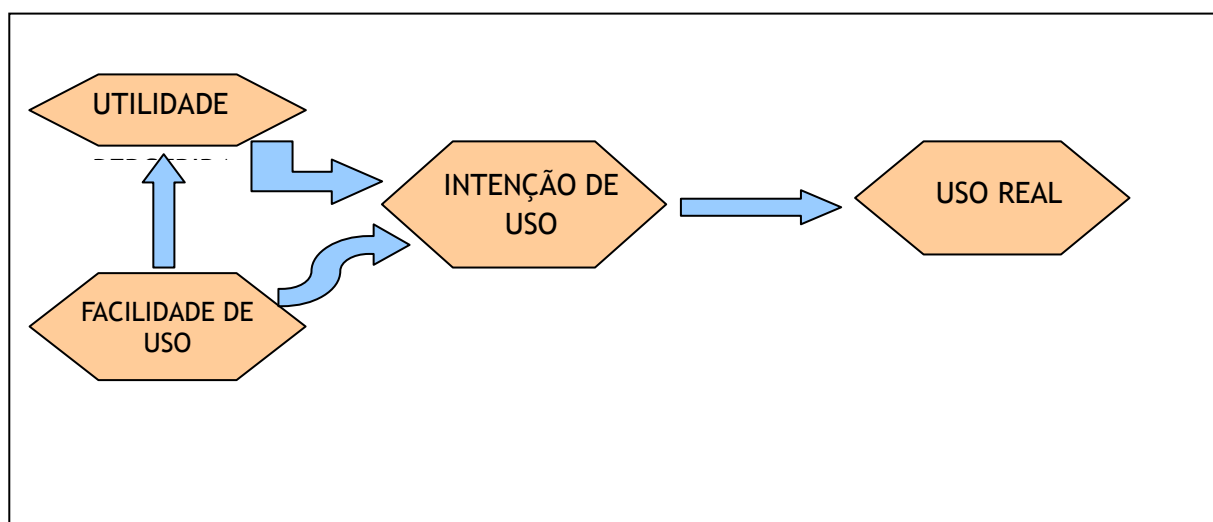 UTILIDADE
INTENÇÃO DE
USO
USO REAL
FACILIDADE DE
USO